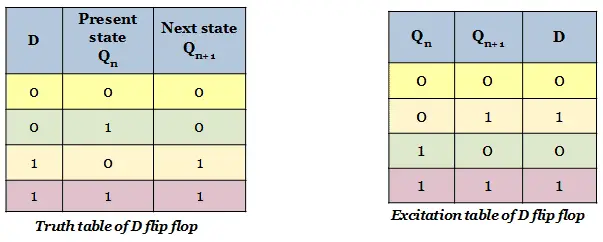 D Present state Qn Next state Qn+1
0 0 0
0 1 0
1 0 1
1 1 1
Truth table of D flip flop
Qn Qn+1 D
0 0 0
0 1 1
1 0 0
1 1 1
Excitation table of D flip flop